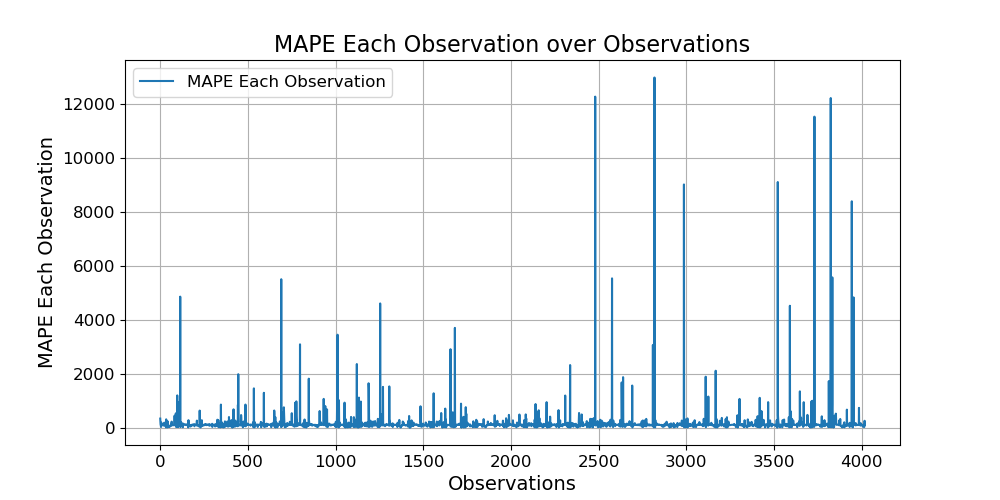 MAPE Each Observation over Observations
MAPE Each Observation
MAPE Each Observation
12000
10000
8000
6000
4000
2000
0
0 500 1000 1500 2000 2500 3000 3500 4000
Observations